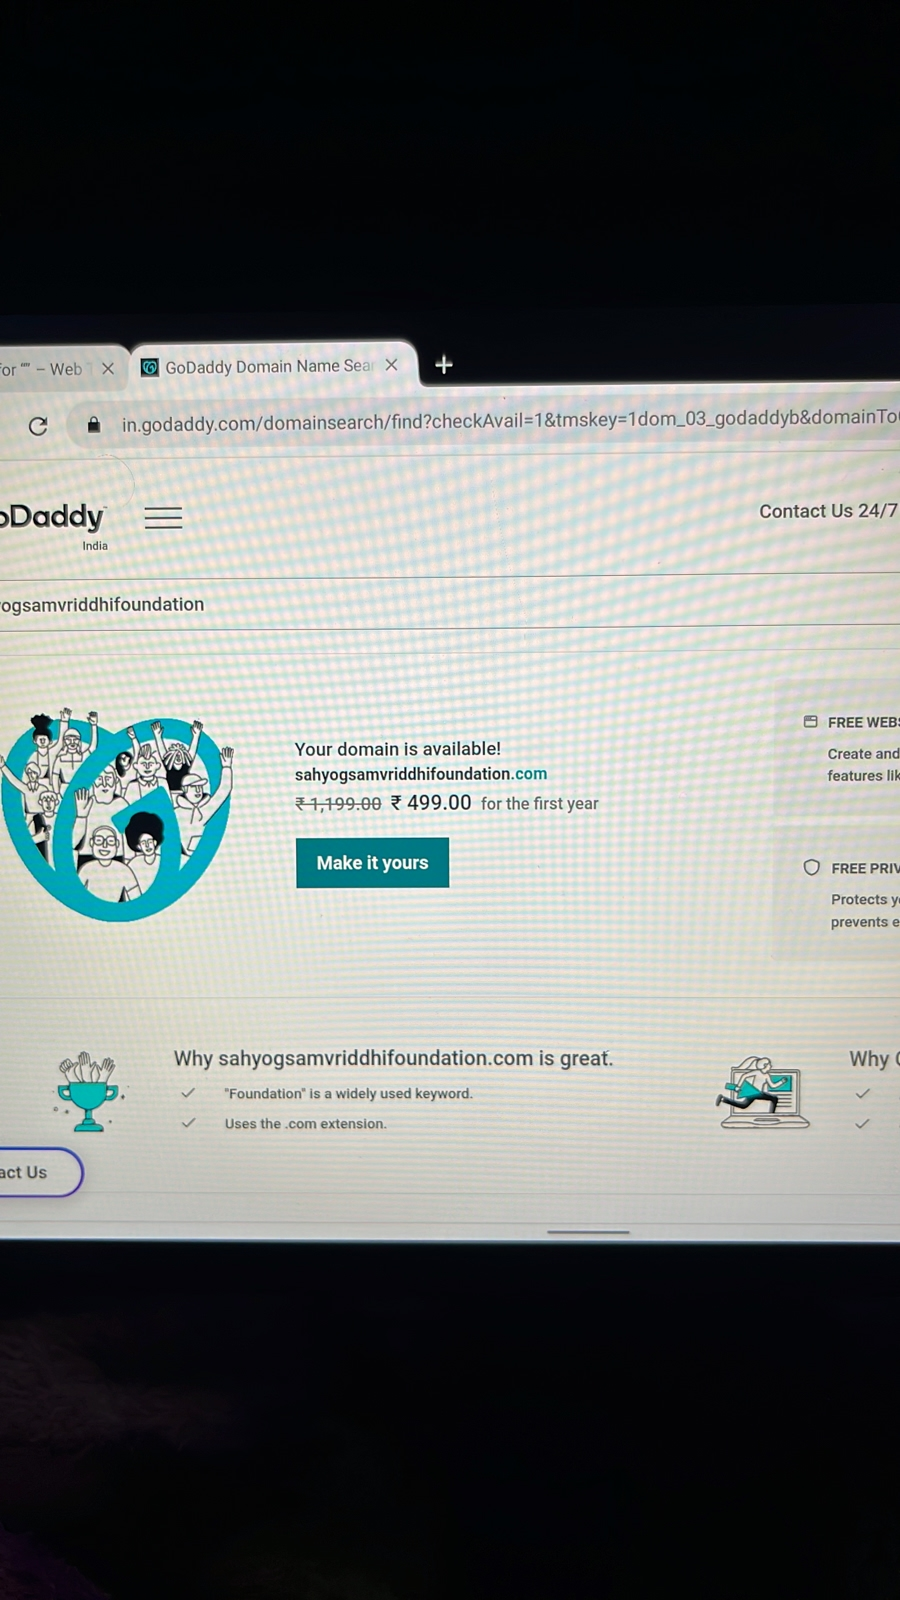 for "" – Web
GoDaddy Domain Name Sear
in.godaddy.com/domainsearch/find?checkAvail=1&tmskey=1dom_03_godaddyb&domainTo
oDaddy
India
Contact Us 24/7
ogsamvriddhifoundation
Your domain is available!
sahyogsamvriddhifoundation.com
₹ 1,199.00 ₹ 499.00 for the first year
Make it yours
FREE WEBS
Create and
features lik
FREE PRIV
Protects y
prevents e
Why sahyogsamvriddhifoundation.com is great.
"Foundation" is a widely used keyword.
Uses the .com extension.
Why
act Us